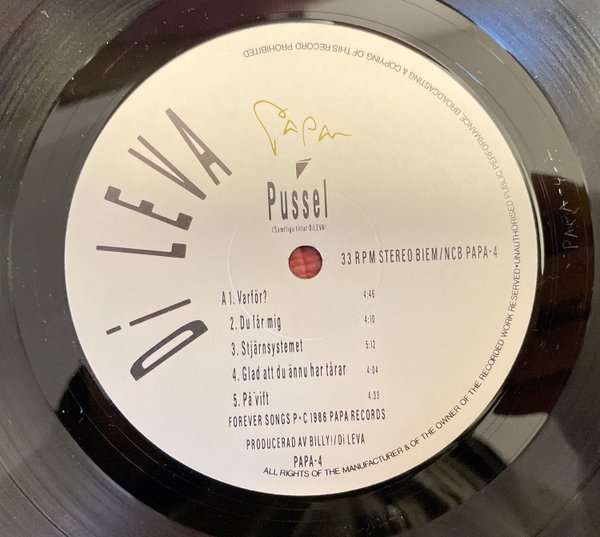 Di LEVA
Papa
Pussel
(Samtliga låtar Di LEVA)
33 RPM STEREO BIEM/NCB PAPA-4
A1. Varför? 4:46
2. Du får mig 4:10
3. Stjärnsystemet 5:12
4. Glad att du ännu har tårar 4:04
5. På vift 4:33
FOREVER SONGS P+C 1986 PAPA RECORDS
PRODUCERAD AV BILLY!/Di LEVA
PAPA-4
ALL RIGHTS OF THE MANUFACTURER & OF THE OWNER OF THE RECORDED WORK RESERVED•UNAUTHORISED PUBLIC PERFORMANCE, BROADCASTING & COPYING OF THIS RECORD PROHIBITED